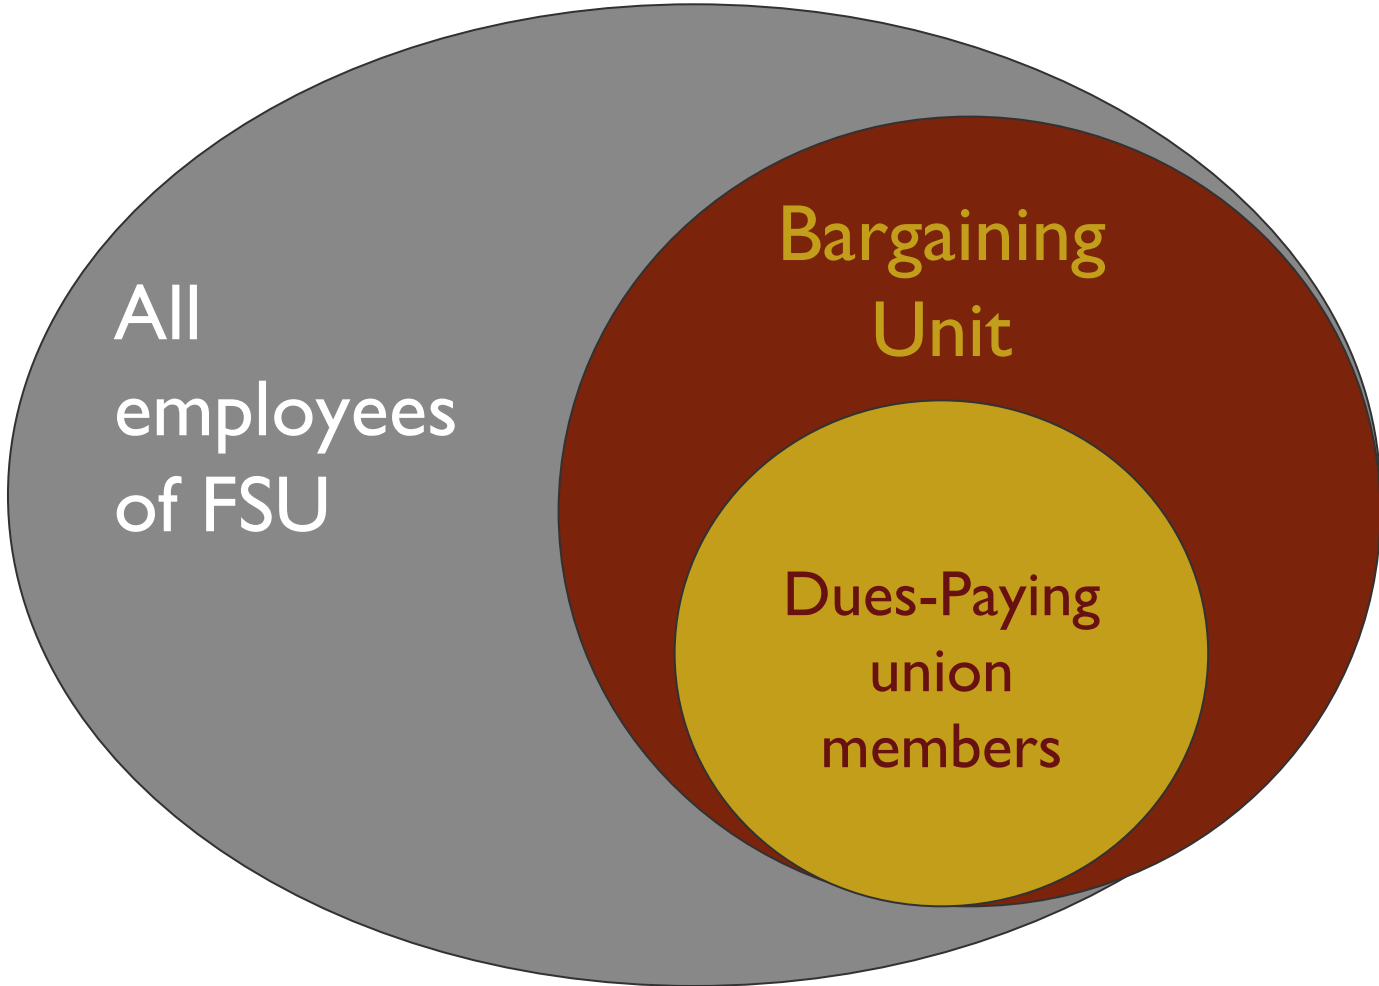 All
employees
of FSU
Bargaining
Unit
Dues-Paying
union
members